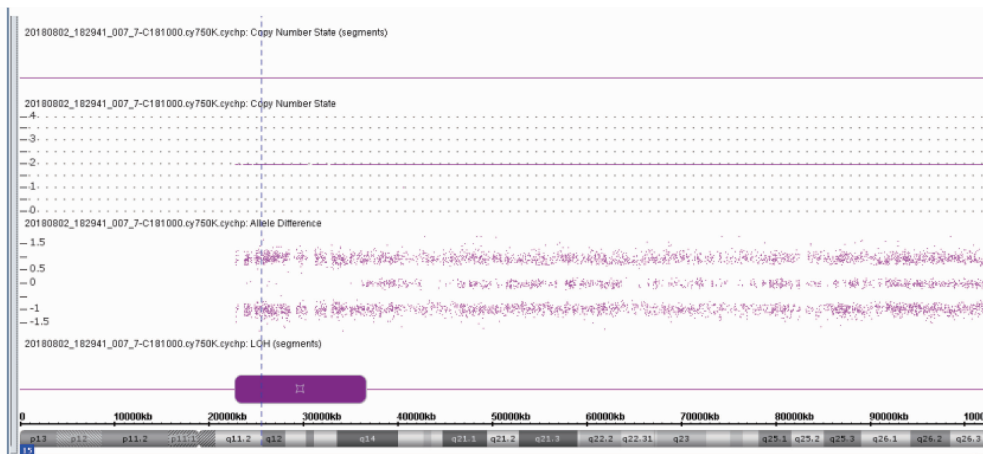 20180802_182941_007_7-C181000.cy750K.cychp: Copy Number State (segments)
20180802_182941_007_7-C181000.cy750K.cychp: Copy Number State
4
3
2
1
0
20180802_182941_007_7-C181000.cy750K.cychp: Allele Difference
1.5
0.5
0
-1
-1.5
20180802_182941_007_7-C181000.cy750K.cychp: LOH (segments)
0 10000kb 20000kb 30000kb 40000kb 50000kb 60000kb 70000kb 80000kb 90000kb 1000
p13 p12 p11.2 p11.1 q11.2 q12 q14 q21.1 q21.2 q21.3 q22.2 q22.31 q23 q25.1 q25.2 q25.3 q26.1 q26.2 q26.3
15